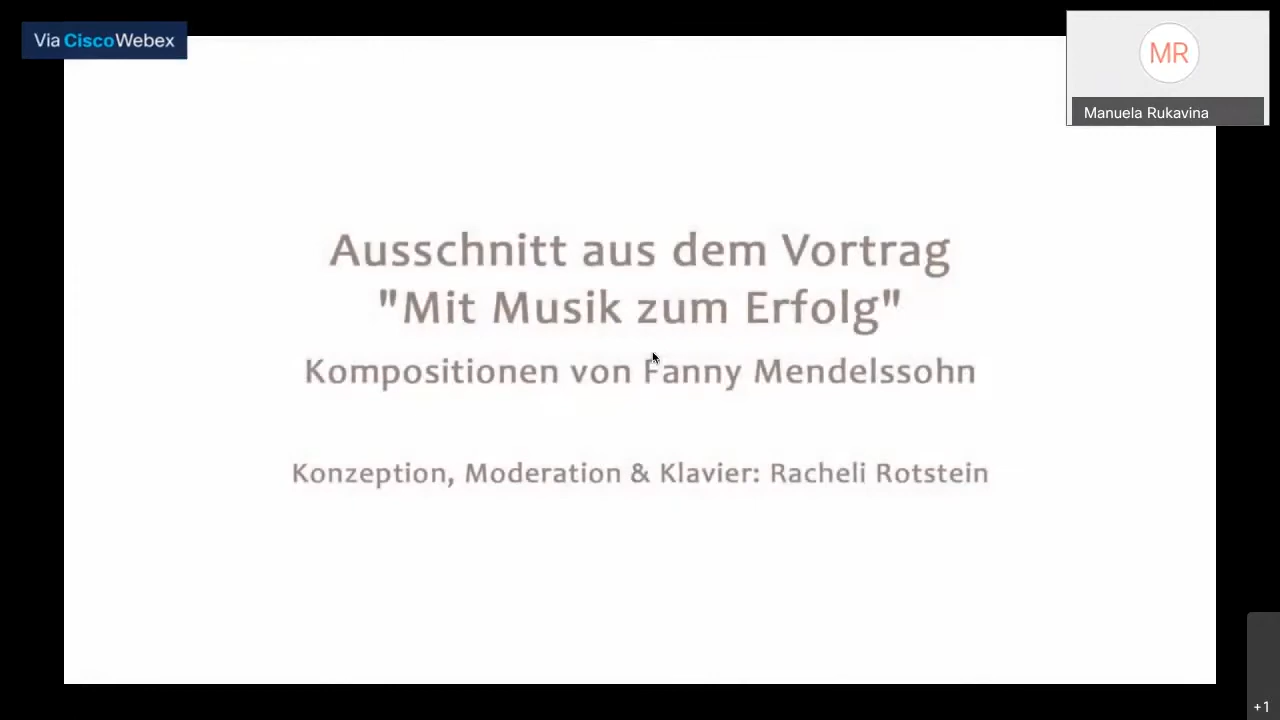 Via CiscoWebex
MR
Manuela Rukavina
Ausschnitt aus dem Vortrag
"Mit Musik zum Erfolg"
Kompositionen von Fanny Mendelssohn
Konzeption, Moderation & Klavier: Racheli Rotstein
+1